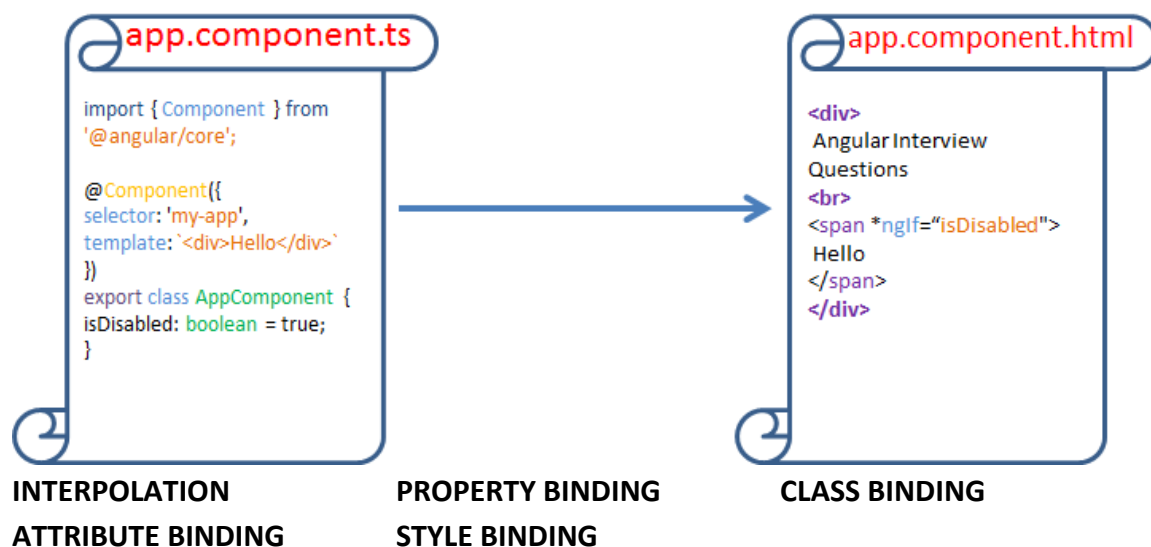 app.component.ts
import { Component } from
'@angular/core';
@Component({
selector: 'my-app',
template: `<div>Hello</div>`
})
export class AppComponent {
isDisabled: boolean = true;
}
app.component.html
<div>
Angular Interview
Questions
<br>
<span *ngIf=“isDisabled">
Hello
</span>
</div>
INTERPOLATION PROPERTY BINDING CLASS BINDING
ATTRIBUTE BINDING STYLE BINDING